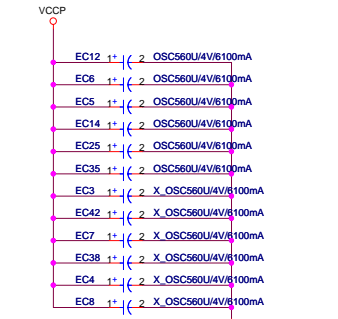 VCCP
EC12 1+ 2 OSC560U/4V/6100mA
EC6 1+ 2 OSC560U/4V/6100mA
EC5 1+ 2 OSC560U/4V/6100mA
EC14 1+ 2 OSC560U/4V/6100mA
EC25 1+ 2 OSC560U/4V/6100mA
EC35 1+ 2 OSC560U/4V/6100mA
EC3 1+ 2 X_OSC560U/4V/6100mA
EC42 1+ 2 X_OSC560U/4V/6100mA
EC7 1+ 2 X_OSC560U/4V/6100mA
EC38 1+ 2 X_OSC560U/4V/6100mA
EC4 1+ 2 X_OSC560U/4V/6100mA
EC8 1+ 2 X_OSC560U/4V/6100mA